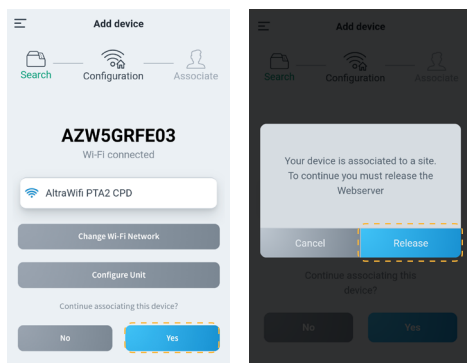 Add device
Search
Configuration
Associate
AZW5GRFE03
Wi-Fi connected
AltraWifi PTA2 CPD
Change Wi-Fi Network
Configure Unit
Continue associating this device?
No
Yes
Add device
Search
Configuration
Associate
Your device is associated to a site.
To continue you must release the
Webserver
Cancel
Release
Continue associating this
device?
No
Yes